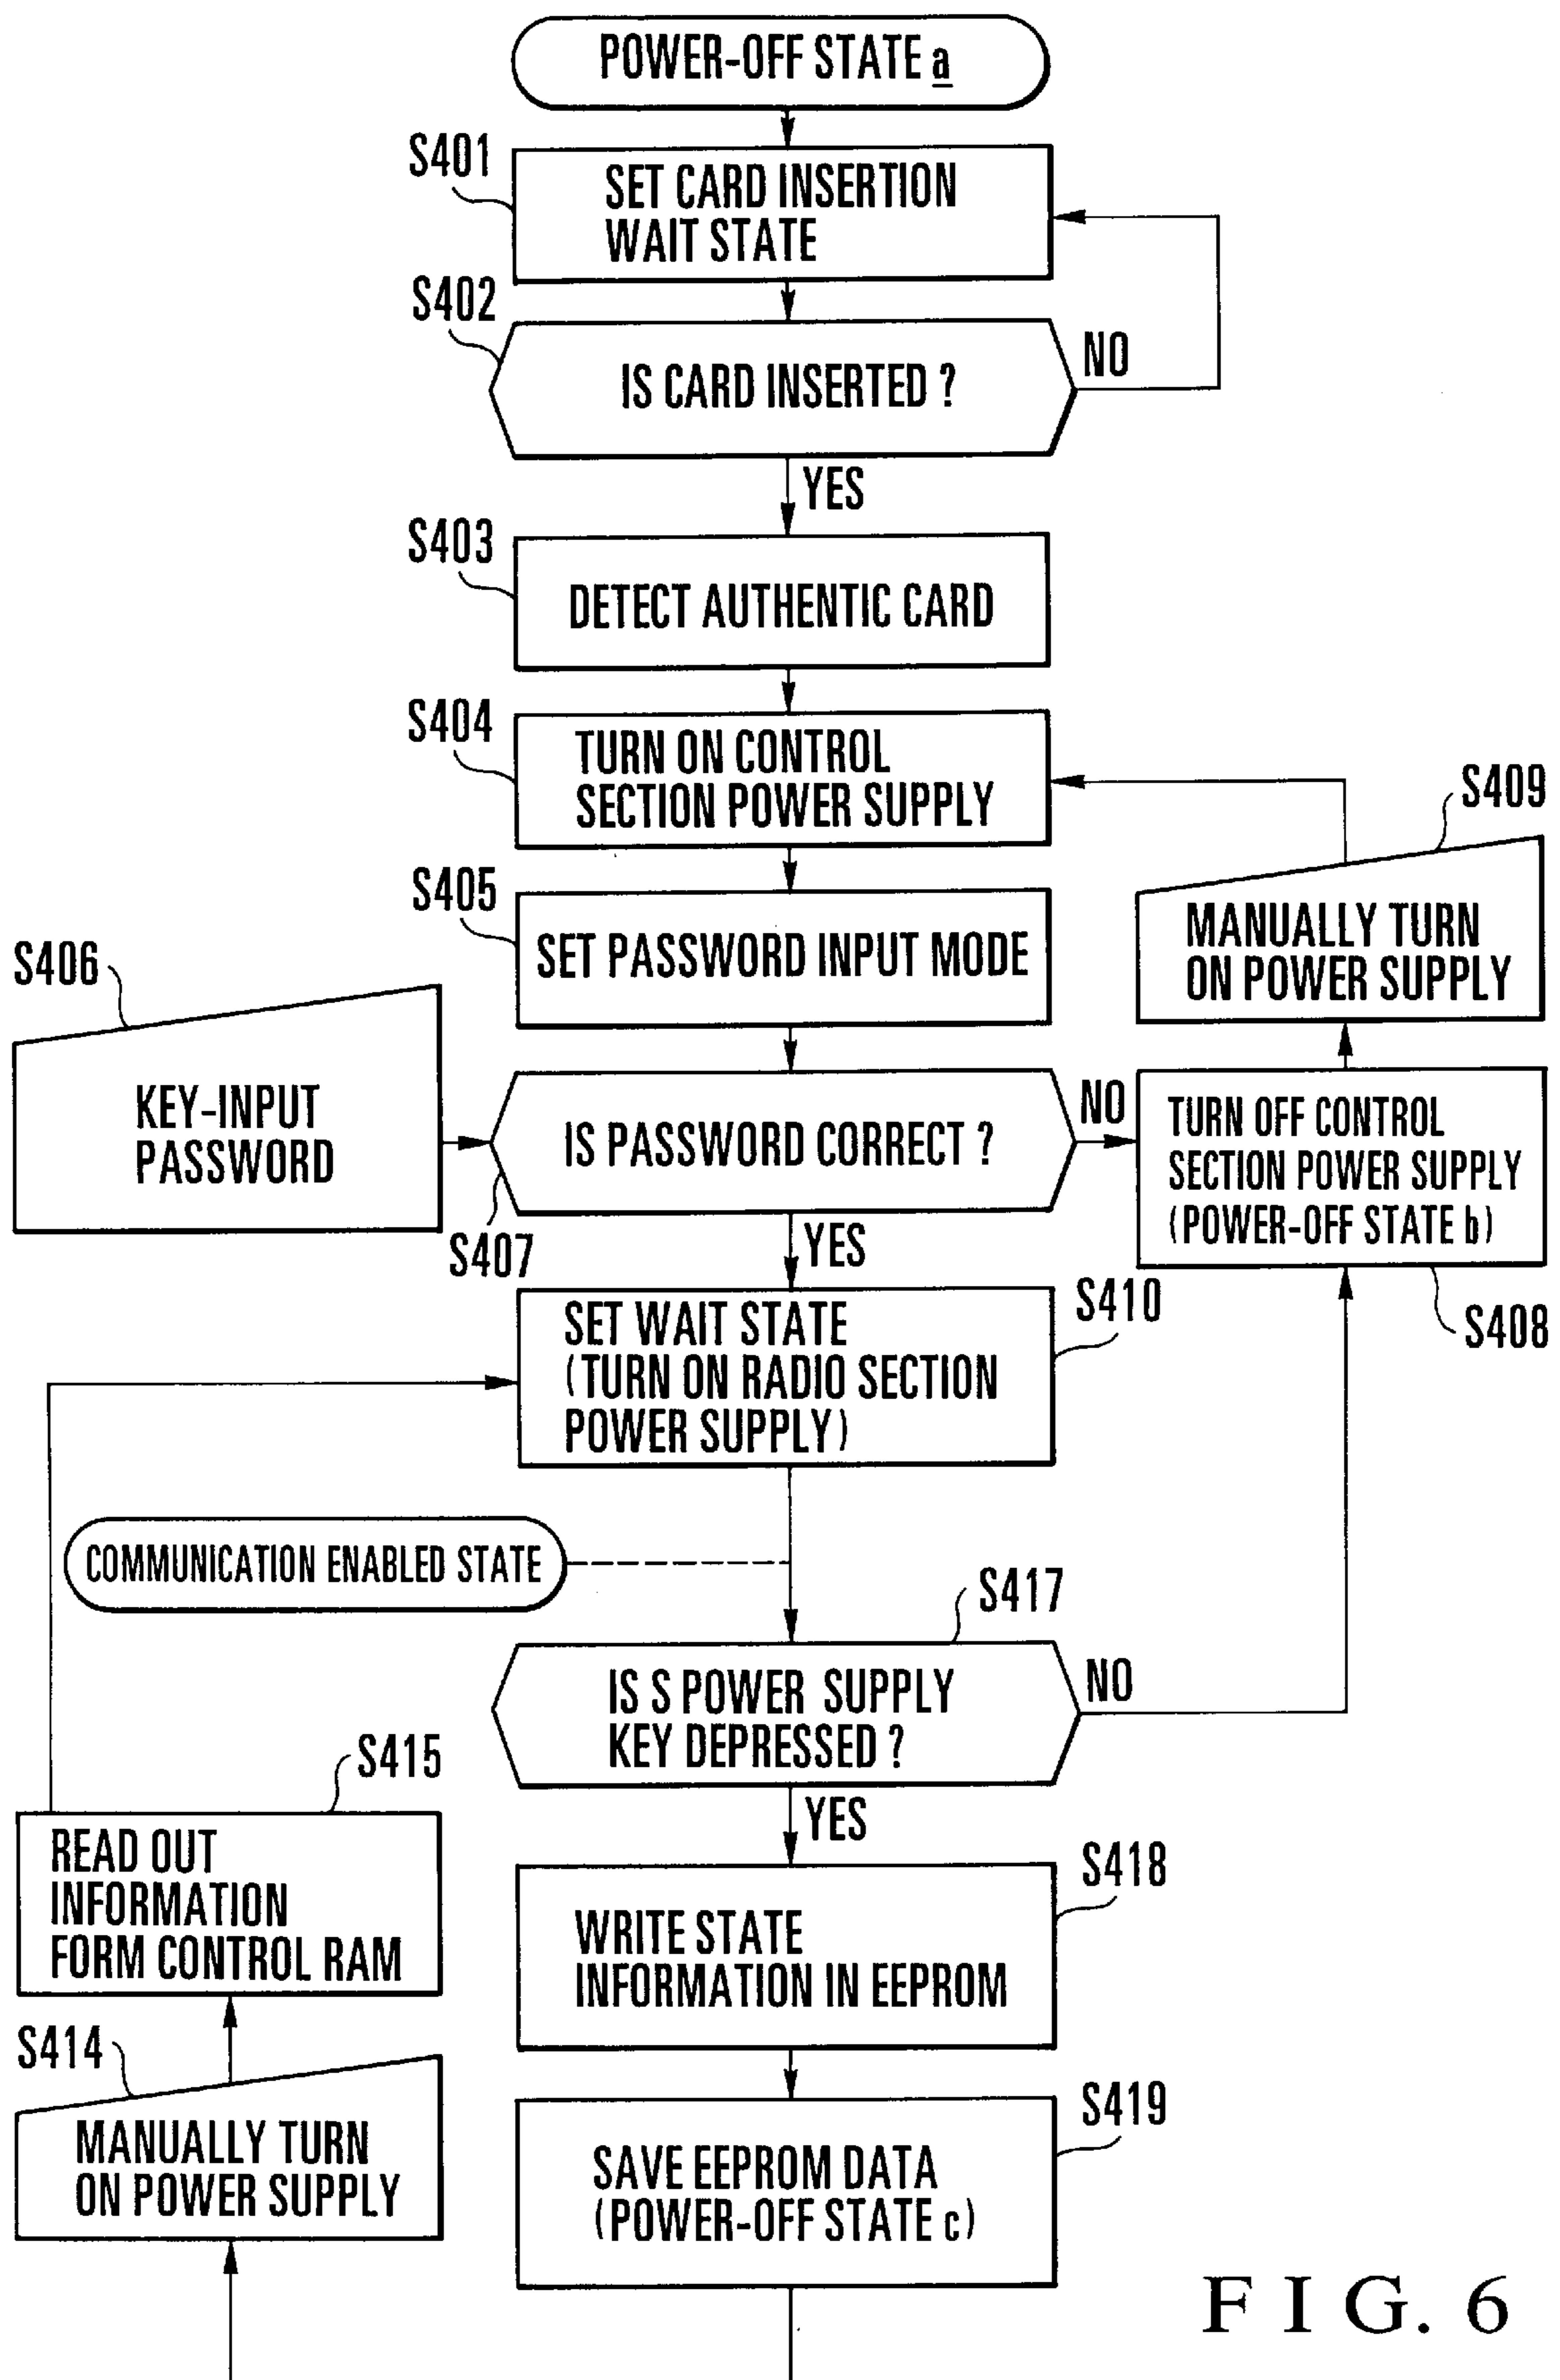 POWER-OFF STATE a
S401
SET CARD INSERTION
WAIT STATE
S402
IS CARD INSERTED ?
NO
YES
S403
DETECT AUTHENTIC CARD
S404
TURN ON CONTROL
SECTION POWER SUPPLY
S409
MANUALLY TURN
ON POWER SUPPLY
S405
SET PASSWORD INPUT MODE
S406
KEY-INPUT
PASSWORD
IS PASSWORD CORRECT ?
S407
NO
TURN OFF CONTROL
SECTION POWER SUPPLY
(POWER-OFF STATE b)
S408
YES
SET WAIT STATE
(TURN ON RADIO SECTION
POWER SUPPLY)
S410
COMMUNICATION ENABLED STATE
S417
IS S POWER SUPPLY
KEY DEPRESSED ?
NO
YES
S415
READ OUT
INFORMATION
FORM CONTROL RAM
S418
WRITE STATE
INFORMATION IN EEPROM
S414
MANUALLY TURN
ON POWER SUPPLY
S419
SAVE EEPROM DATA
(POWER-OFF STATE c)
FIG. 6